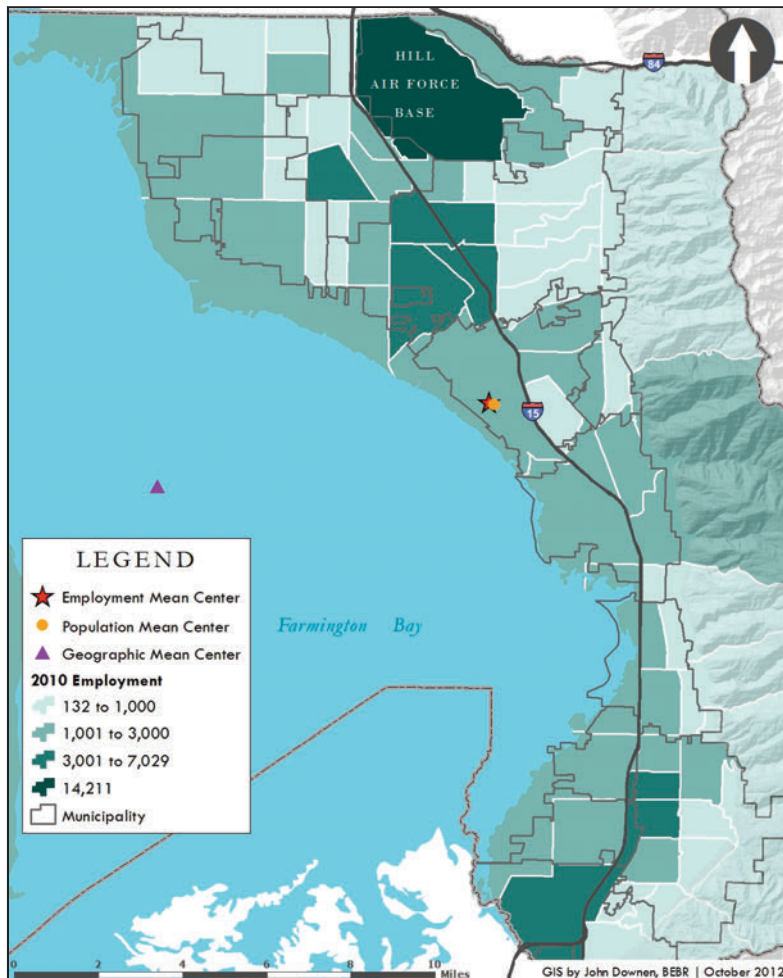 HILL
AIR FORCE
BASE
84
15
Farmington Bay
LEGEND
Employment Mean Center
Population Mean Center
Geographic Mean Center
2010 Employment
132 to 1,000
1,001 to 3,000
3,001 to 7,029
14,211
Municipality
0 2 4 6 8 10
Miles
GIS by John Downen, BEBR | October 2012